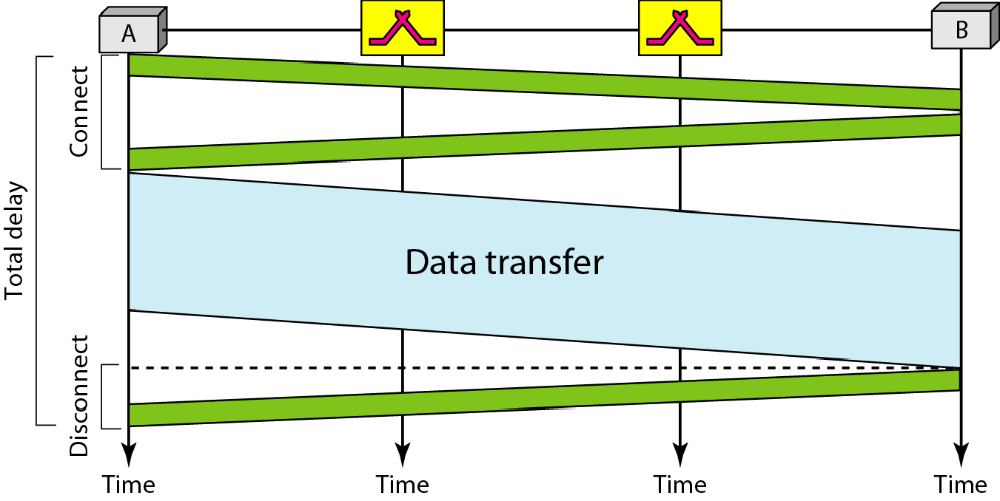 A
B
Connect
Total delay
Data transfer
Disconnect
Time
Time
Time
Time